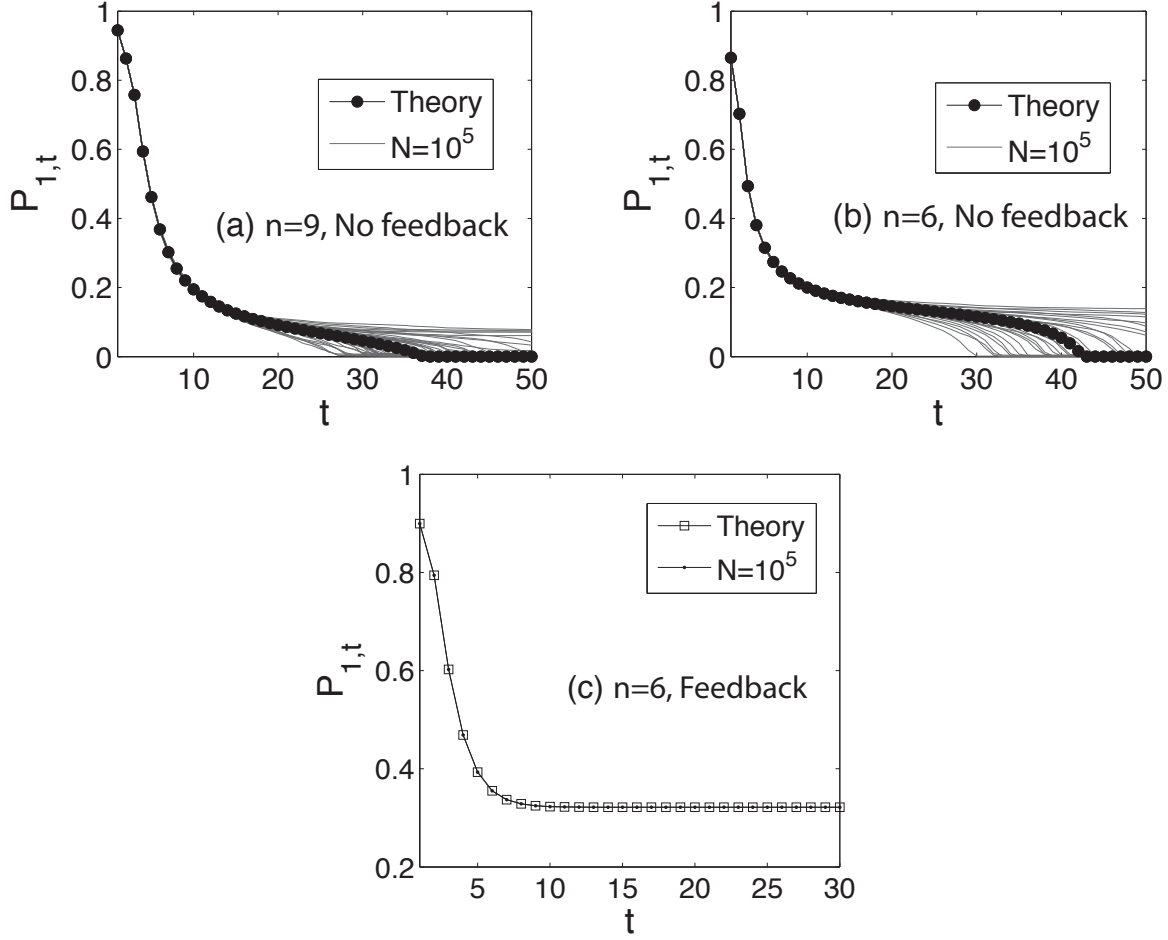 1
0.8
0.6
0.4
0.2
0
P1,t
Theory
N=10^5
(a) n=9, No feedback
10 20 30 40 50
t
1
0.8
0.6
0.4
0.2
0
P1,t
Theory
N=10^5
(b) n=6, No feedback
10 20 30 40 50
t
1
0.8
0.6
0.4
0.2
P1,t
Theory
N=10^5
(c) n=6, Feedback
5 10 15 20 25 30
t